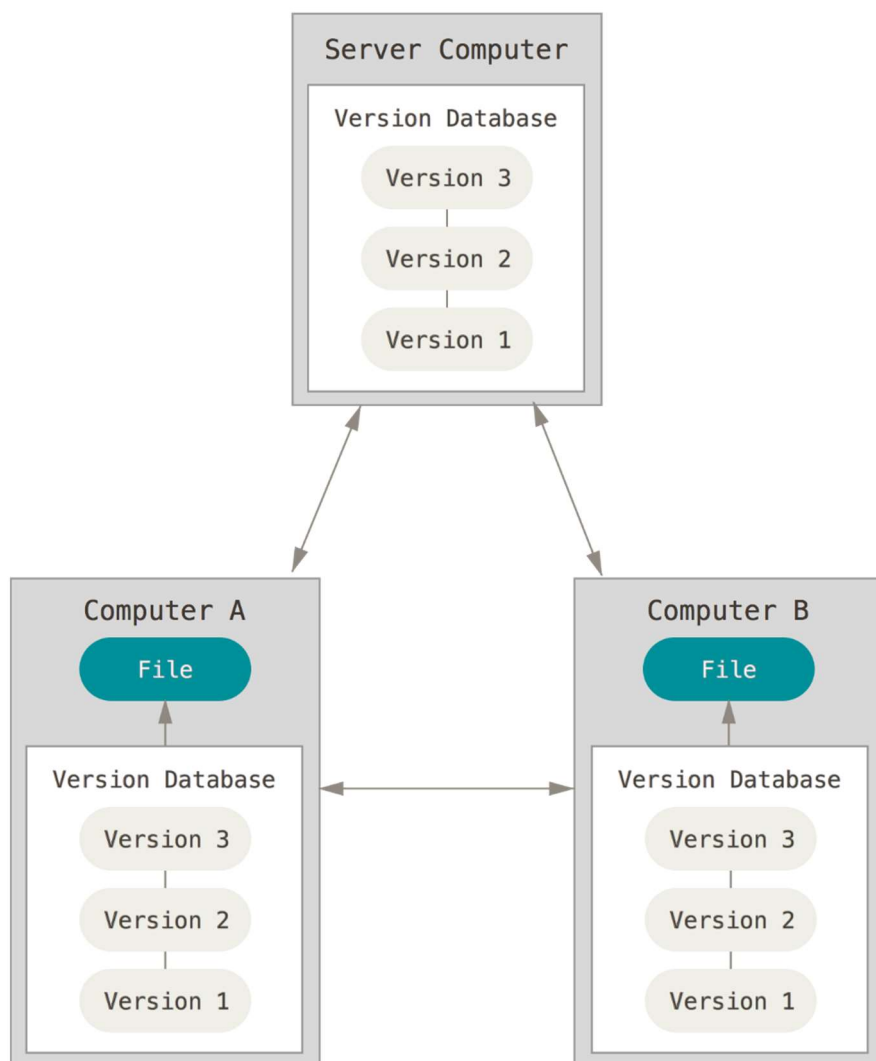 Server Computer
Version Database
Version 3
Version 2
Version 1
Computer A
File
Version Database
Version 3
Version 2
Version 1
Computer B
File
Version Database
Version 3
Version 2
Version 1